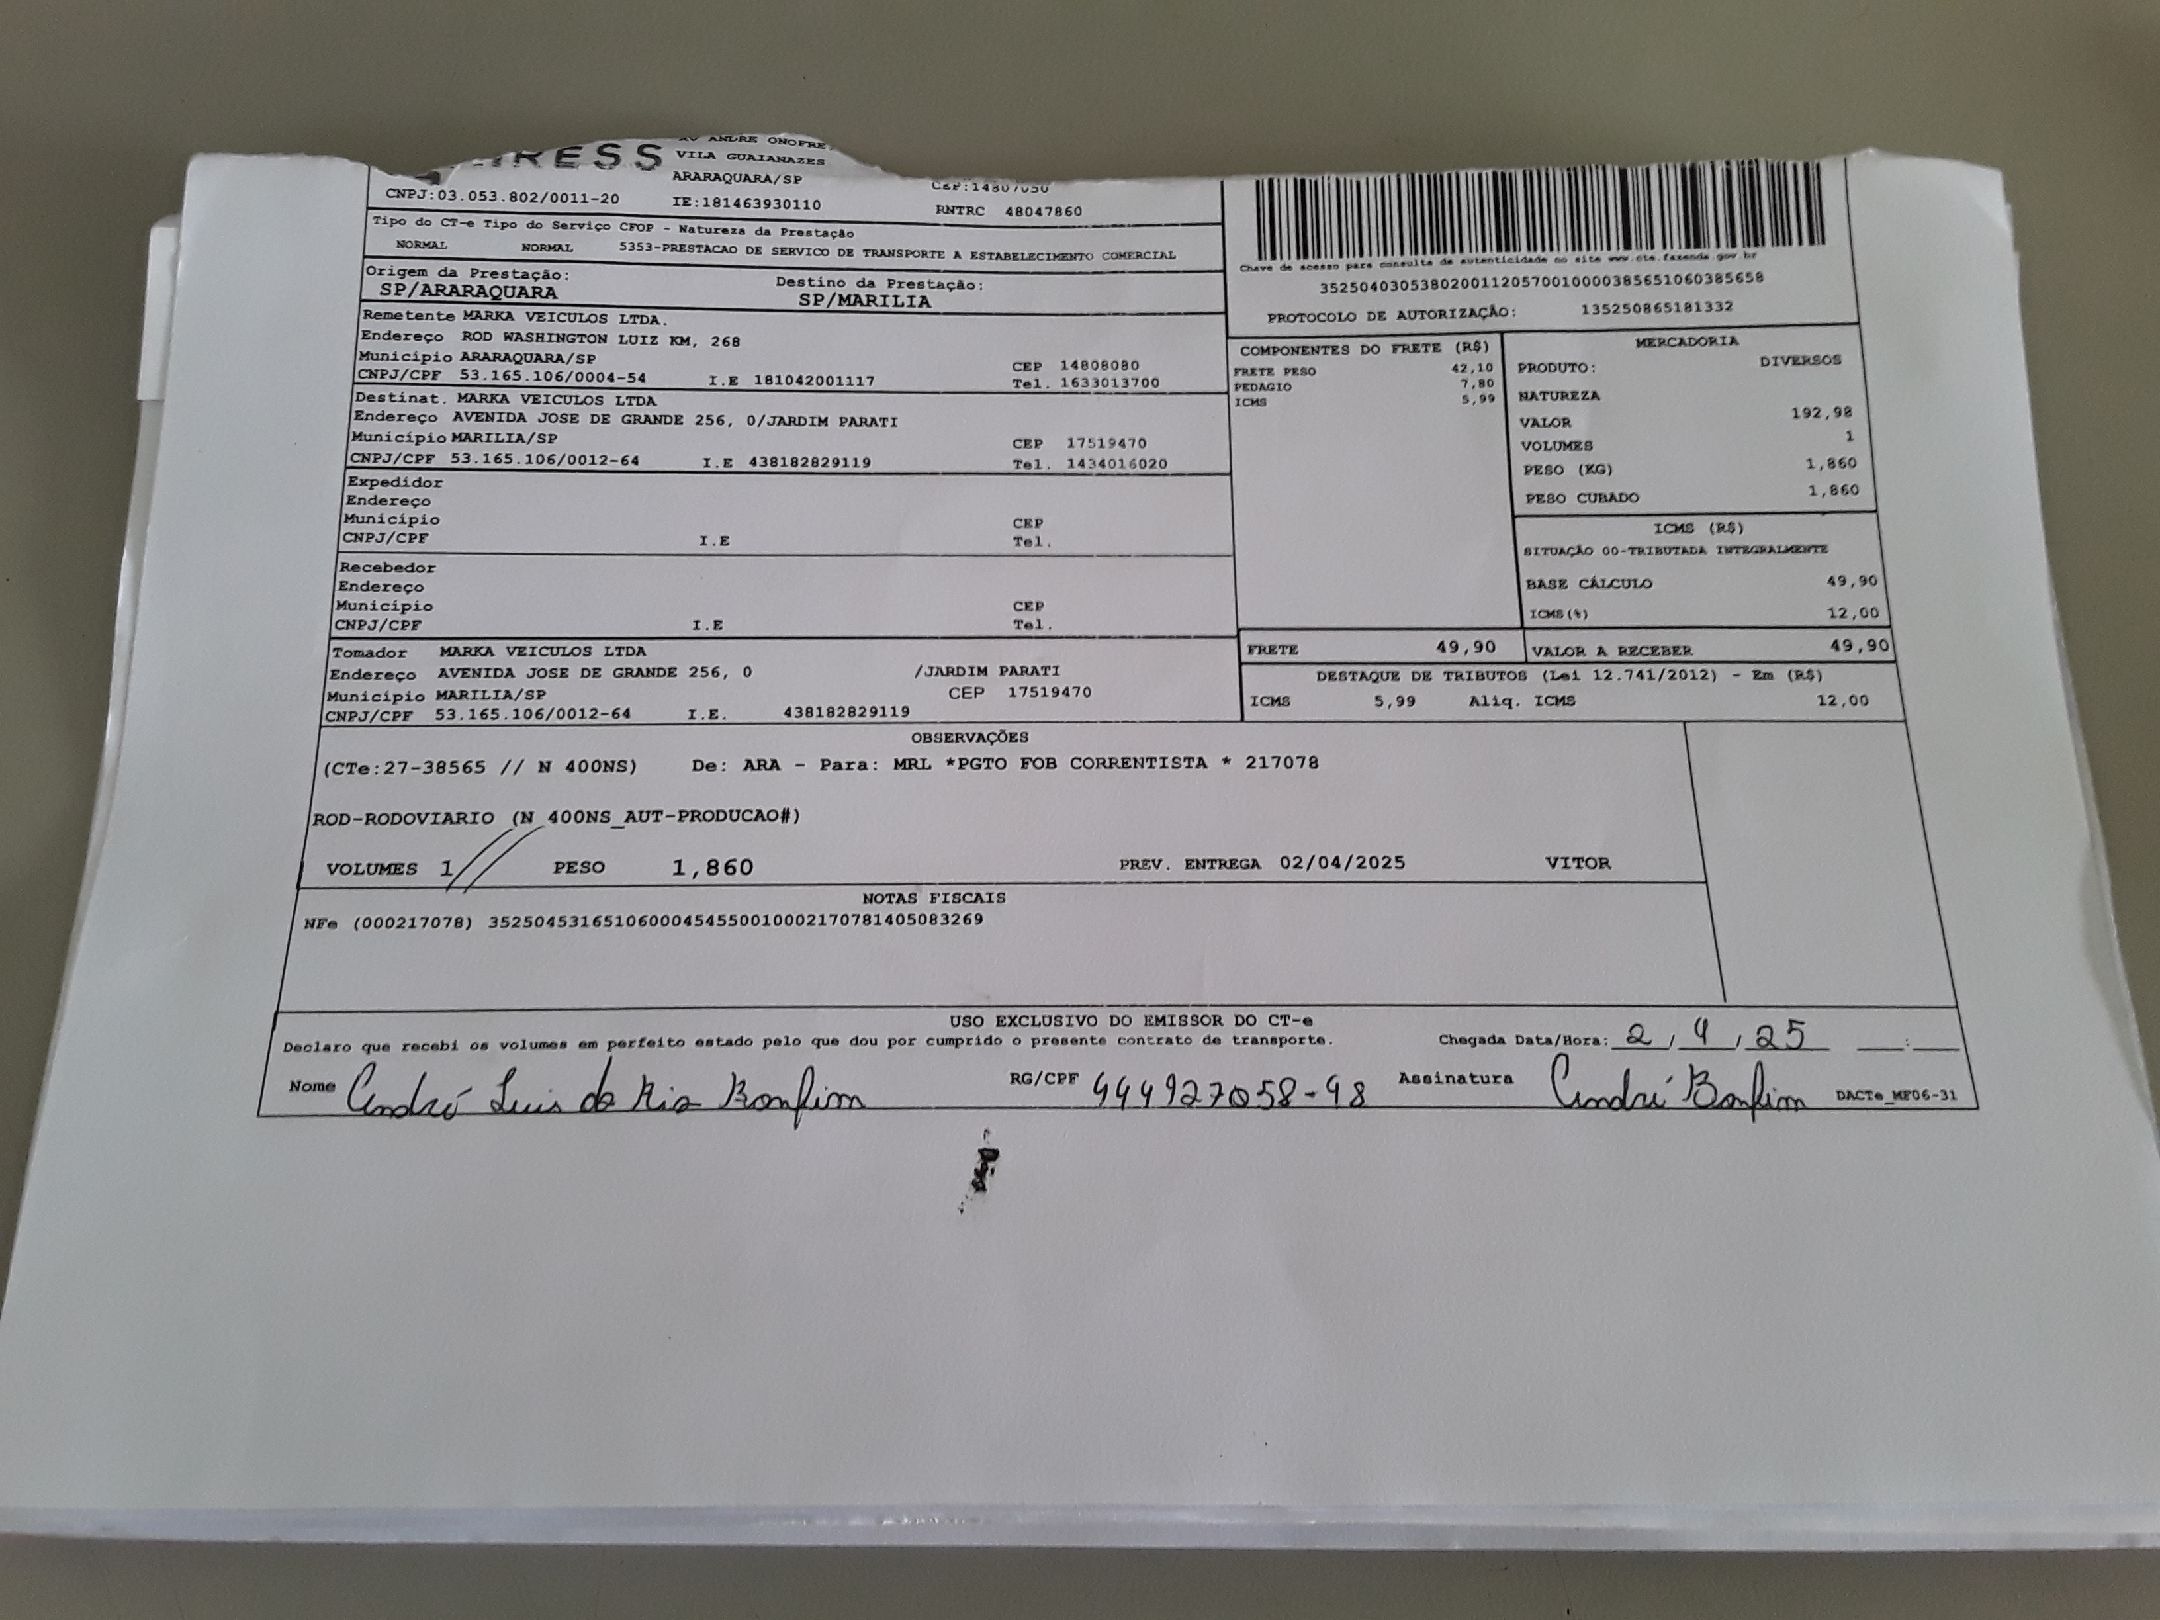 RESS
AV ANDRE ONOFRE
VILA GUAIANAZES
ARARAQUARA/SP
CEP:14807050
CNPJ:03.053.802/0011-20 IE:181463930110 RNTRC 48047860
Tipo do CT-e Tipo do Serviço CFOP - Natureza da Prestação
NORMAL NORMAL 5353-PRESTACAO DE SERVICO DE TRANSPORTE A ESTABELECIMENTO COMERCIAL
Origem da Prestação: Destino da Prestação:
SP/ARARAQUARA SP/MARILIA
Remetente MARKA VEICULOS LTDA.
Endereço ROD WASHINGTON LUIZ KM, 268
Município ARARAQUARA/SP CEP 14808080
CNPJ/CPF 53.165.106/0004-54 I.E 181042001117 Tel. 1633013700
Destinat. MARKA VEICULOS LTDA
Endereço AVENIDA JOSE DE GRANDE 256, 0/JARDIM PARATI
Município MARILIA/SP CEP 17519470
CNPJ/CPF 53.165.106/0012-64 I.E 438182829119 Tel. 1434016020
Expedidor
Endereço
Município CEP
CNPJ/CPF I.E Tel.
Recebedor
Endereço
Município CEP
CNPJ/CPF I.E Tel.
Tomador MARKA VEICULOS LTDA
Endereço AVENIDA JOSE DE GRANDE 256, 0 /JARDIM PARATI
Município MARILIA/SP CEP 17519470
CNPJ/CPF 53.165.106/0012-64 I.E. 438182829119
Chave de acesso para consulta de autenticidade no site www.cte.fazenda.gov.br
35250403053802001120570010000385651060385658
PROTOCOLO DE AUTORIZAÇÃO: 135250865181332
COMPONENTES DO FRETE (R$)
FRETE PESO 42,10
PEDAGIO 7,80
ICMS 5,99
MERCADORIA
PRODUTO: DIVERSOS
NATUREZA
VALOR 192,98
VOLUMES 1
PESO (KG) 1,860
PESO CUBADO 1,860
ICMS (R$)
SITUAÇÃO 00-TRIBUTADA INTEGRALMENTE
BASE CÁLCULO 49,90
ICMS(%) 12,00
FRETE 49,90 VALOR A RECEBER 49,90
DESTAQUE DE TRIBUTOS (Lei 12.741/2012) - Em (R$)
ICMS 5,99 Aliq. ICMS 12,00
OBSERVAÇÕES
(CTe:27-38565 // N 400NS) De: ARA - Para: MRL *PGTO FOB CORRENTISTA * 217078
ROD-RODOVIARIO (N 400NS_AUT-PRODUCAO#)
VOLUMES 1 PESO 1,860 PREV. ENTREGA 02/04/2025 VITOR
NOTAS FISCAIS
NFe (000217078) 35250453165106000454550010002170781405083269
USO EXCLUSIVO DO EMISSOR DO CT-e
Declaro que recebi os volumes em perfeito estado pelo que dou por cumprido o presente contrato de transporte. Chegada Data/Hora: 2/4/25 __:__
Nome André Luis da Ria Bonfim RG/CPF 444927058-98 Assinatura André Bonfim DACTe_MF06-31